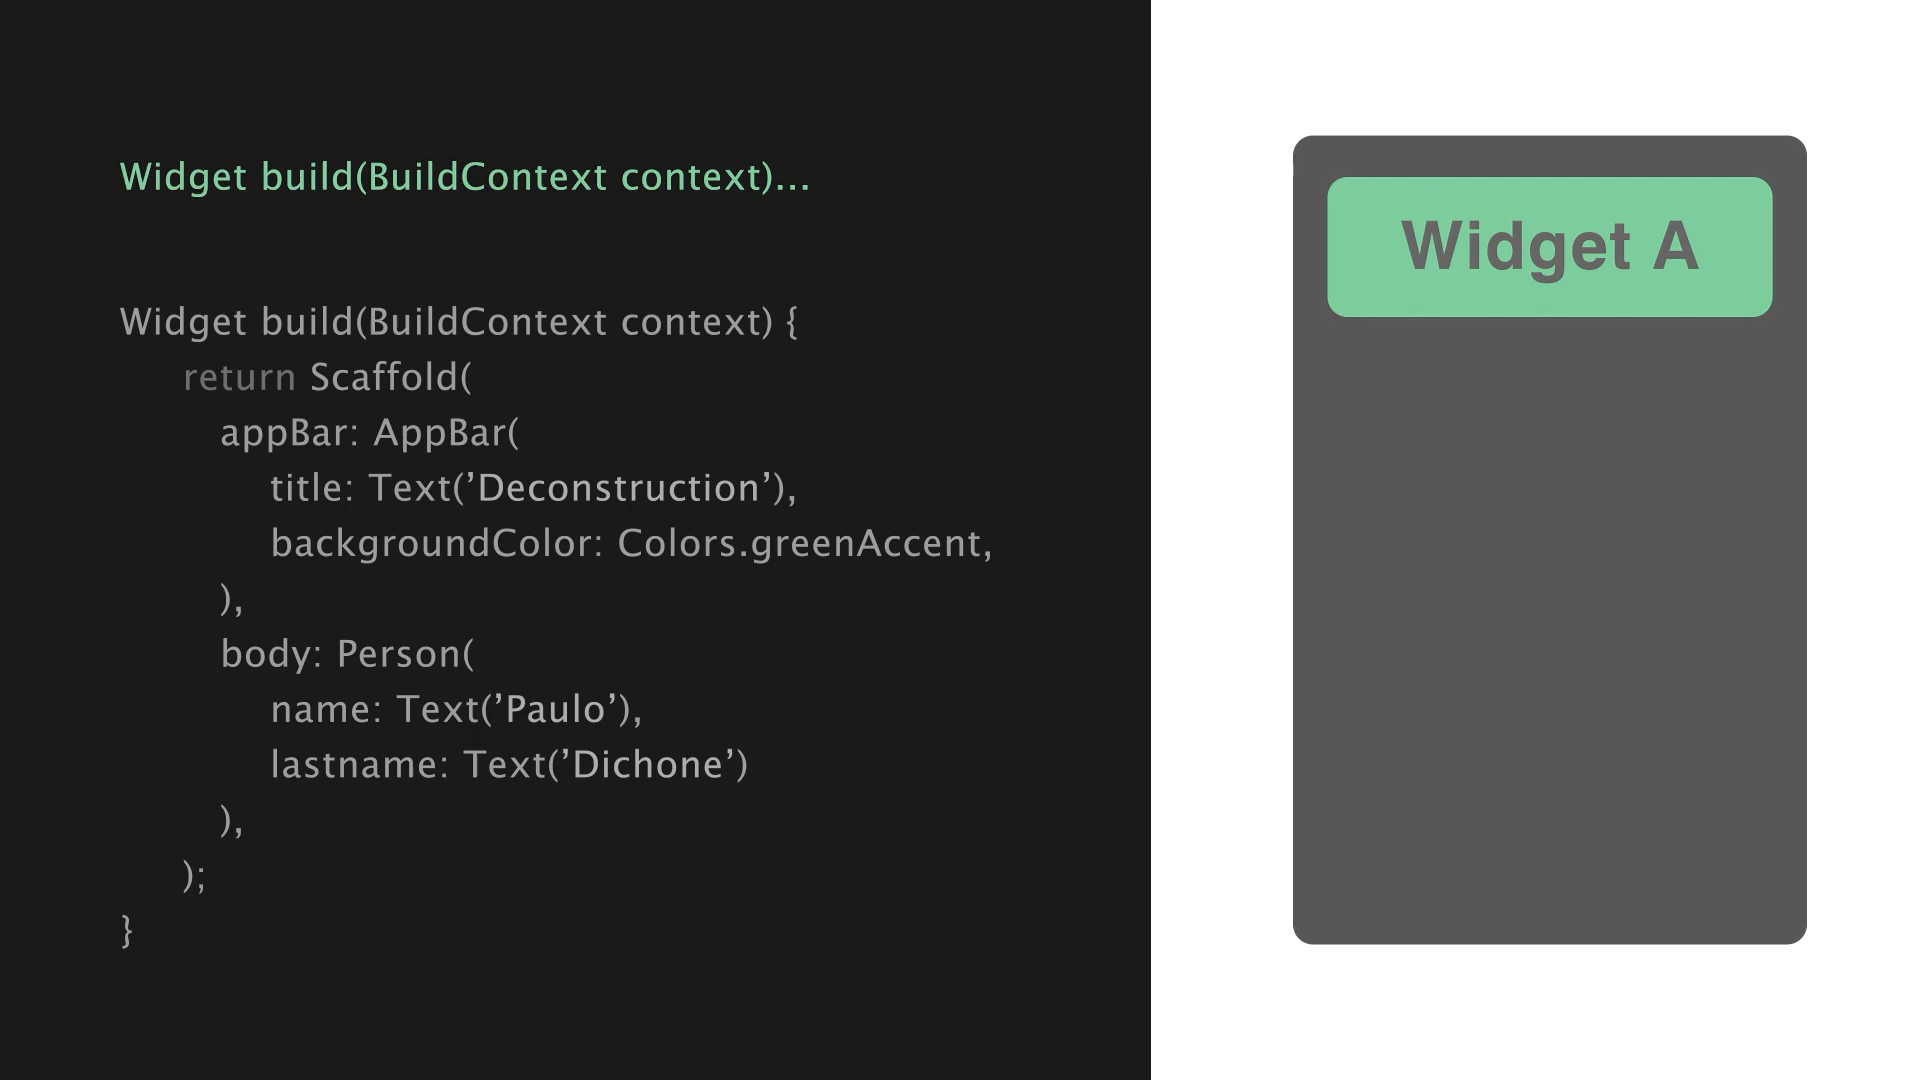 Widget build(BuildContext context)...
Widget build(BuildContext context) {
return Scaffold(
appBar: AppBar(
title: Text(’Deconstruction’),
backgroundColor: Colors.greenAccent,
),
body: Person(
name: Text(’Paulo’),
lastname: Text(’Dichone’)
),
);
}
Widget A